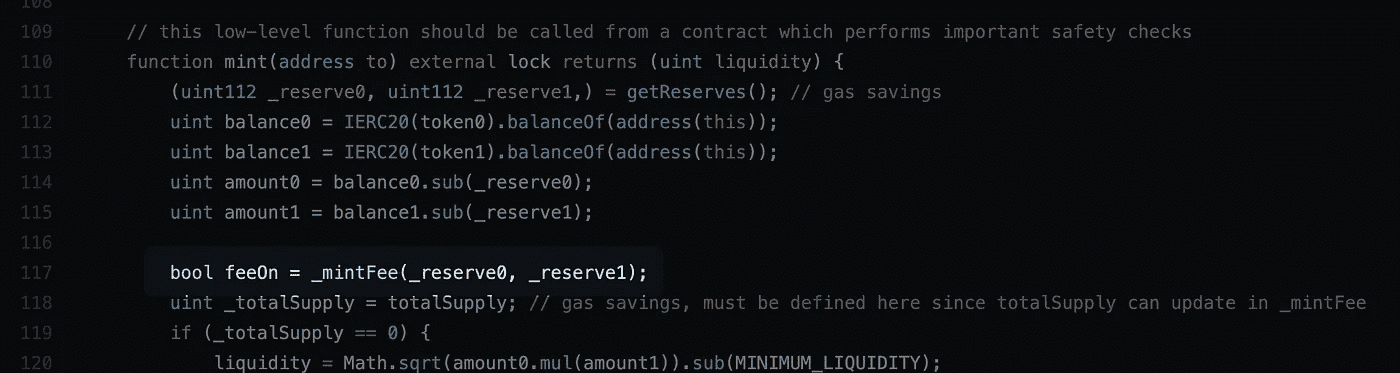 108
109 // this low-level function should be called from a contract which performs important safety checks
110 function mint(address to) external lock returns (uint liquidity) {
111 (uint112 _reserve0, uint112 _reserve1,) = getReserves(); // gas savings
112 uint balance0 = IERC20(token0).balanceOf(address(this));
113 uint balance1 = IERC20(token1).balanceOf(address(this));
114 uint amount0 = balance0.sub(_reserve0);
115 uint amount1 = balance1.sub(_reserve1);
116
117 bool feeOn = _mintFee(_reserve0, _reserve1);
118 uint _totalSupply = totalSupply; // gas savings, must be defined here since totalSupply can update in _mintFee
119 if (_totalSupply == 0) {
120 liquidity = Math.sqrt(amount0.mul(amount1)).sub(MINIMUM_LIQUIDITY);